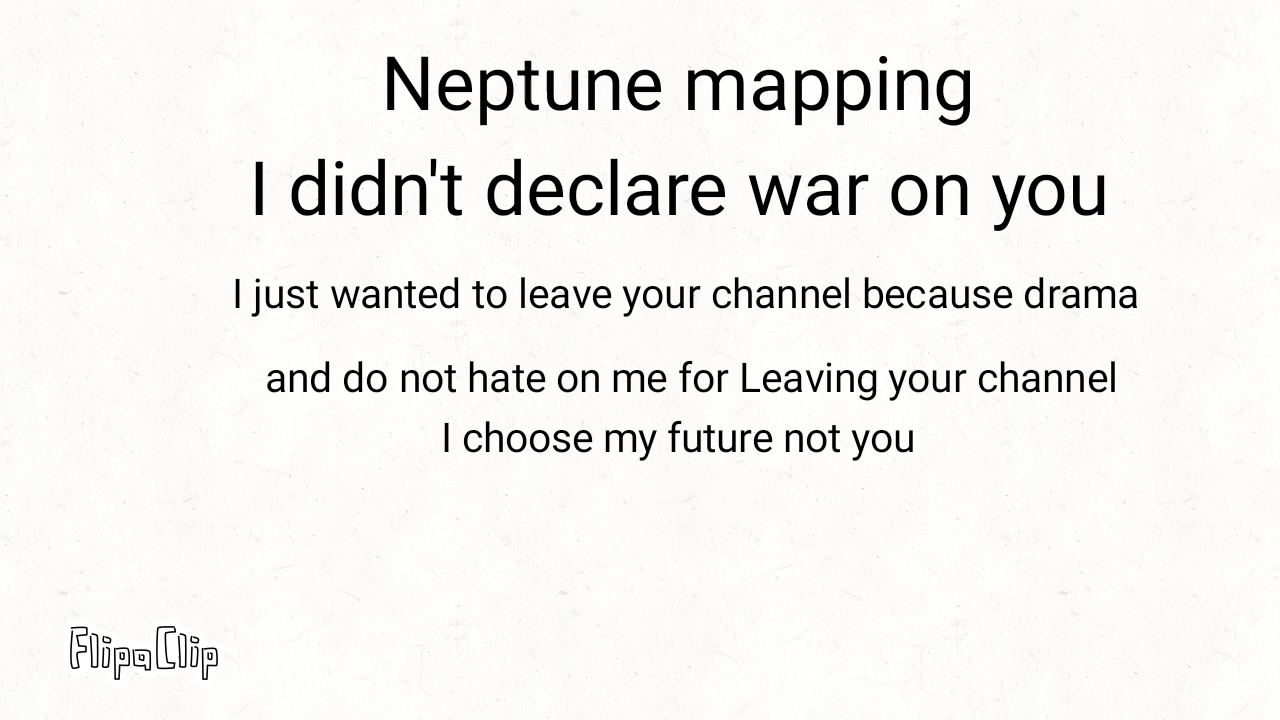 Neptune mapping
I didn't declare war on you
I just wanted to leave your channel because drama
and do not hate on me for Leaving your channel
I choose my future not you
FlipaClip